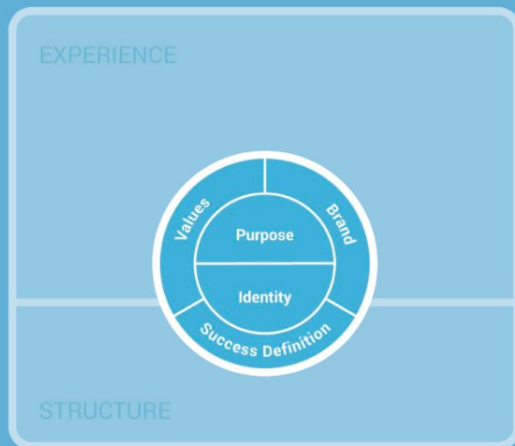 EXPERIENCE
Values
Brand
Purpose
Identity
Success Definition
STRUCTURE